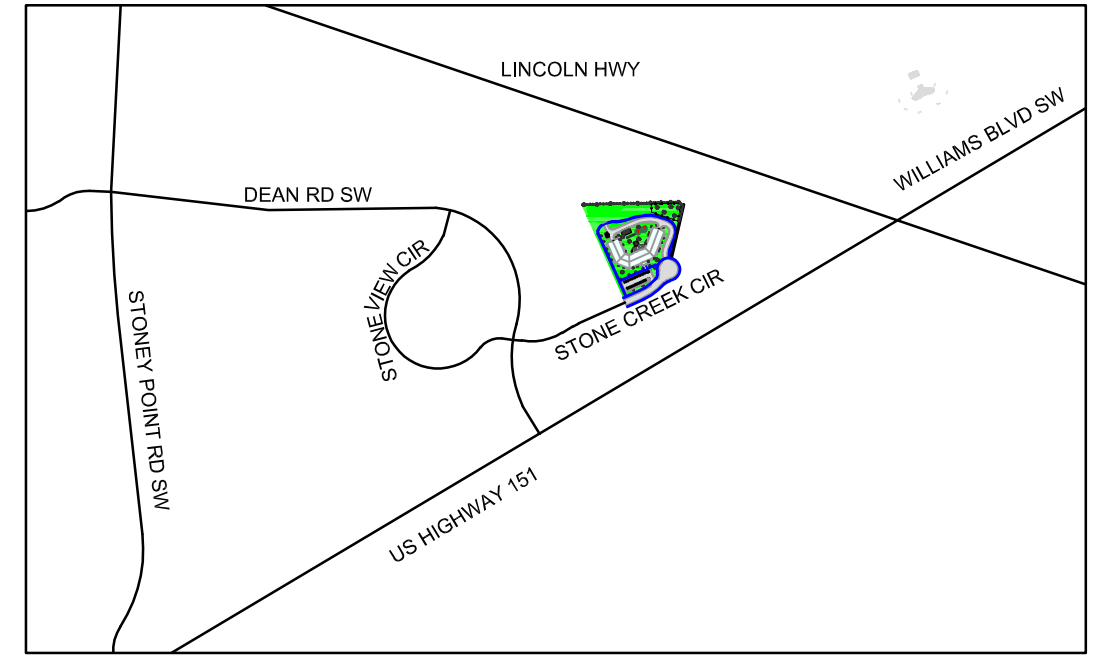 LINCOLN HWY
WILLIAMS BLVD SW
DEAN RD SW
STONE VIEW CIR
STONE CREEK CIR
STONEY POINT RD SW
US HIGHWAY 151